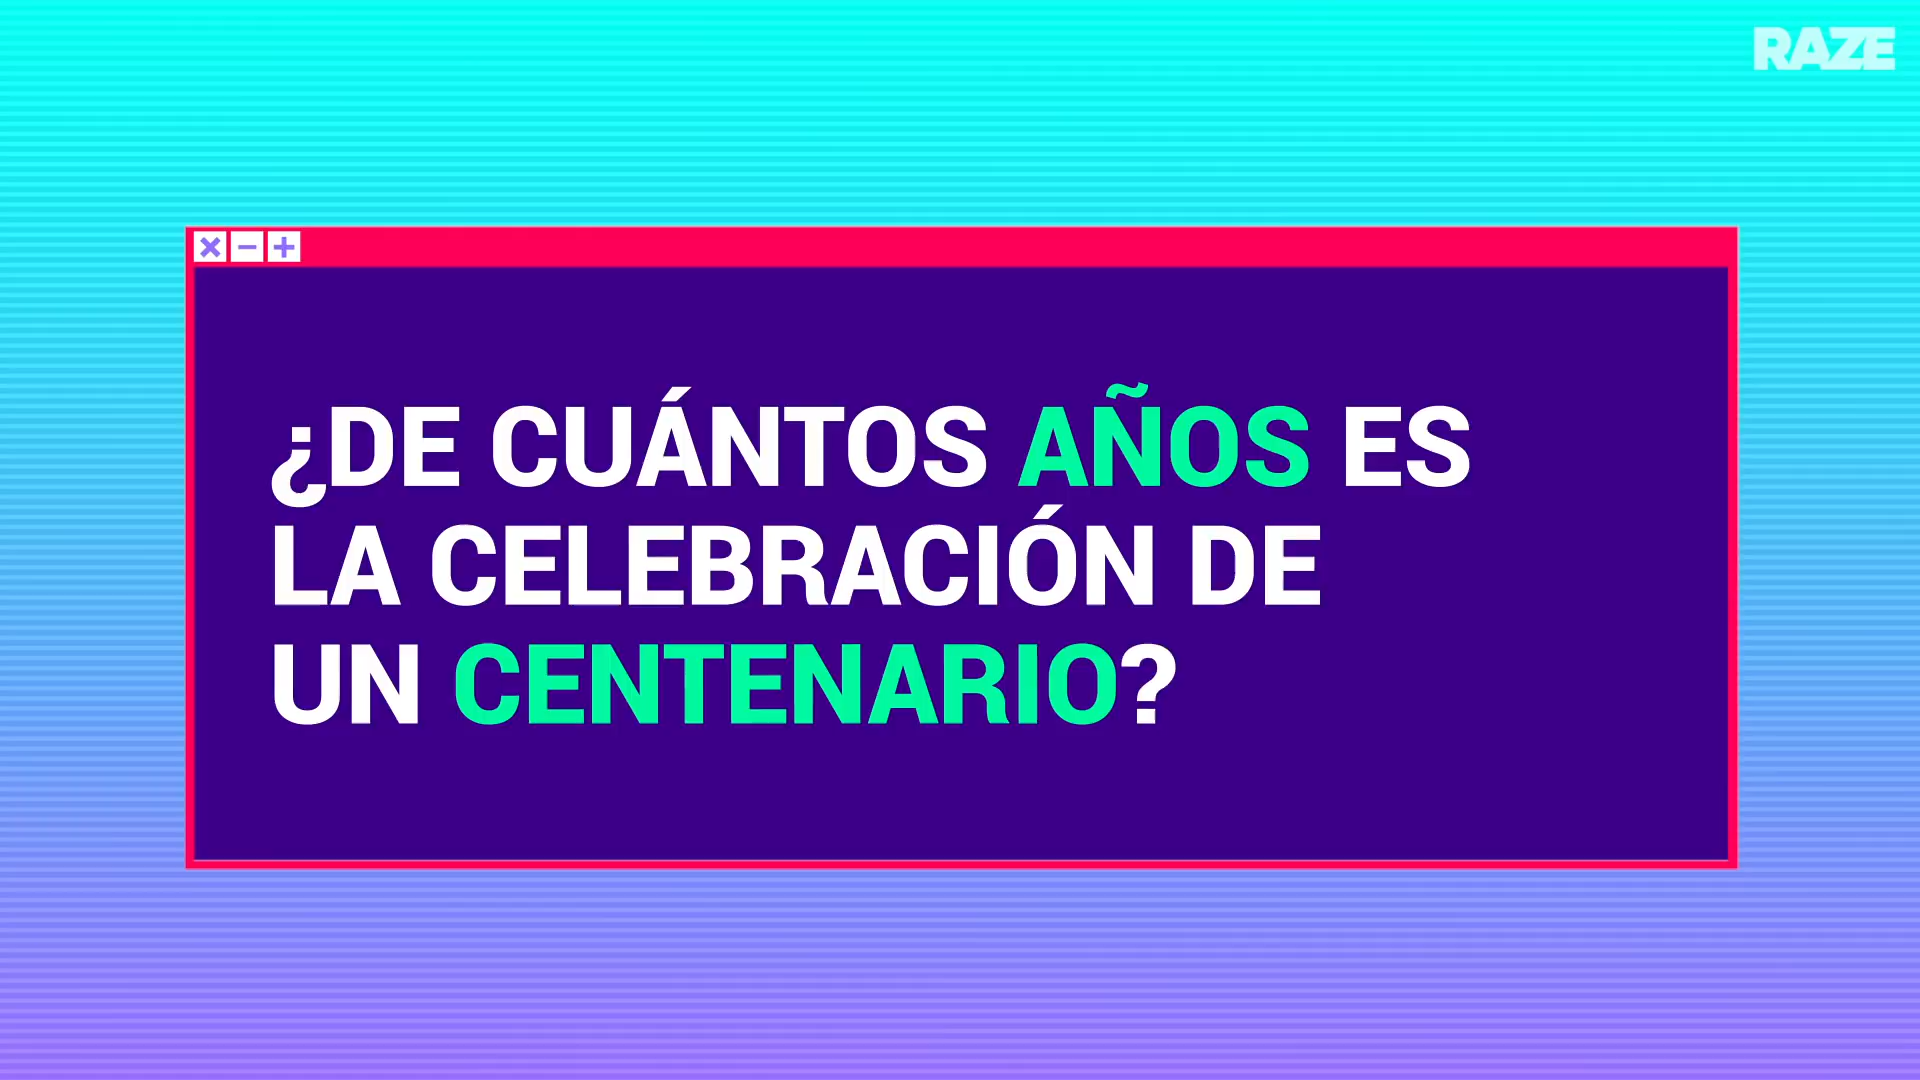 RAZE
¿DE CUÁNTOS AÑOS ES
LA CELEBRACIÓN DE
UN CENTENARIO?